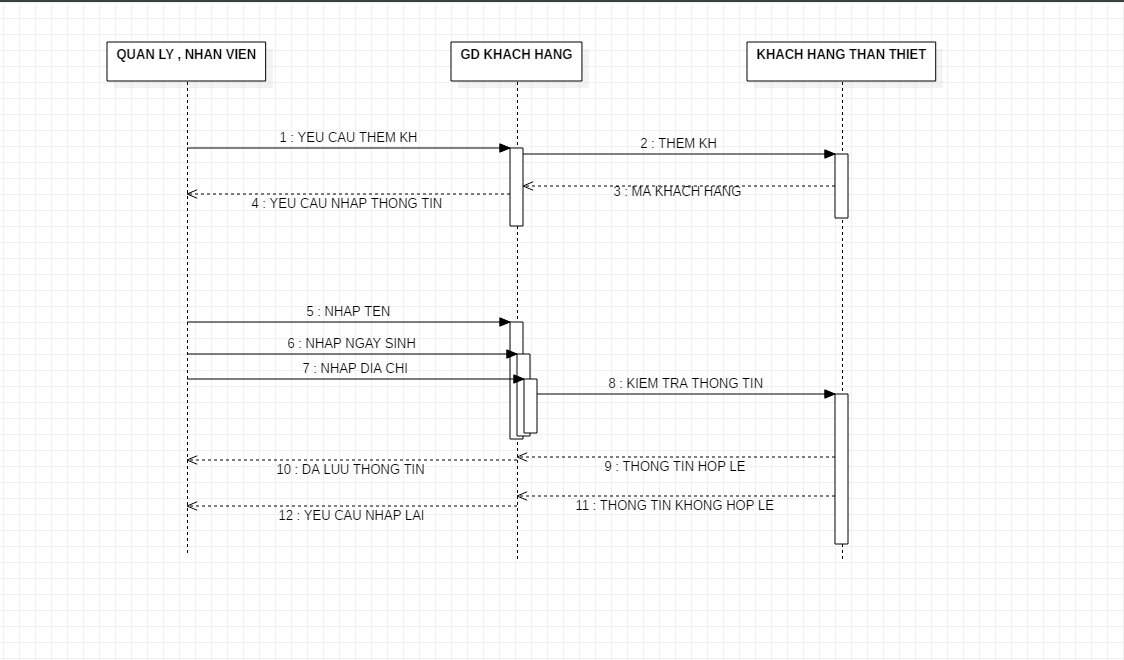 QUAN LY , NHAN VIEN
GD KHACH HANG
KHACH HANG THAN THIET
1 : YEU CAU THEM KH
2 : THEM KH
3 : MA KHACH HANG
4 : YEU CAU NHAP THONG TIN
5 : NHAP TEN
6 : NHAP NGAY SINH
7 : NHAP DIA CHI
8 : KIEM TRA THONG TIN
9 : THONG TIN HOP LE
10 : DA LUU THONG TIN
11 : THONG TIN KHONG HOP LE
12 : YEU CAU NHAP LAI